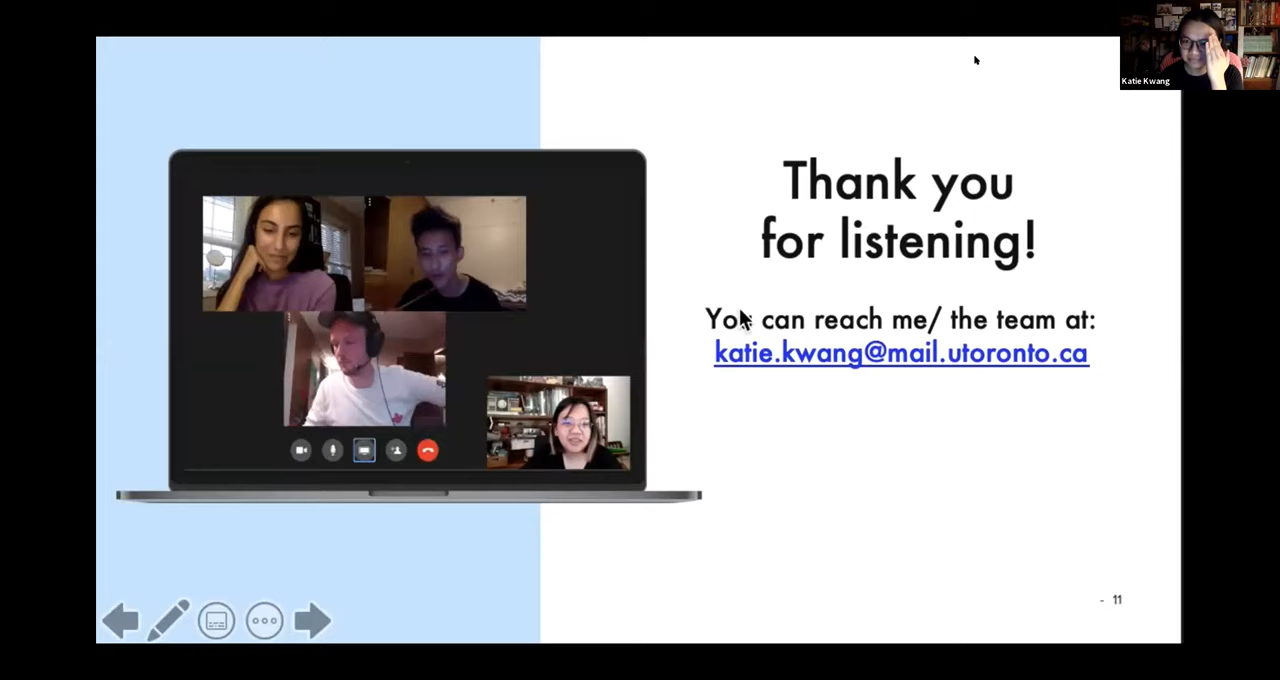 Katie Kwang
Thank you
for listening!
You can reach me/ the team at:
katie.kwang@mail.utoronto.ca
- 11